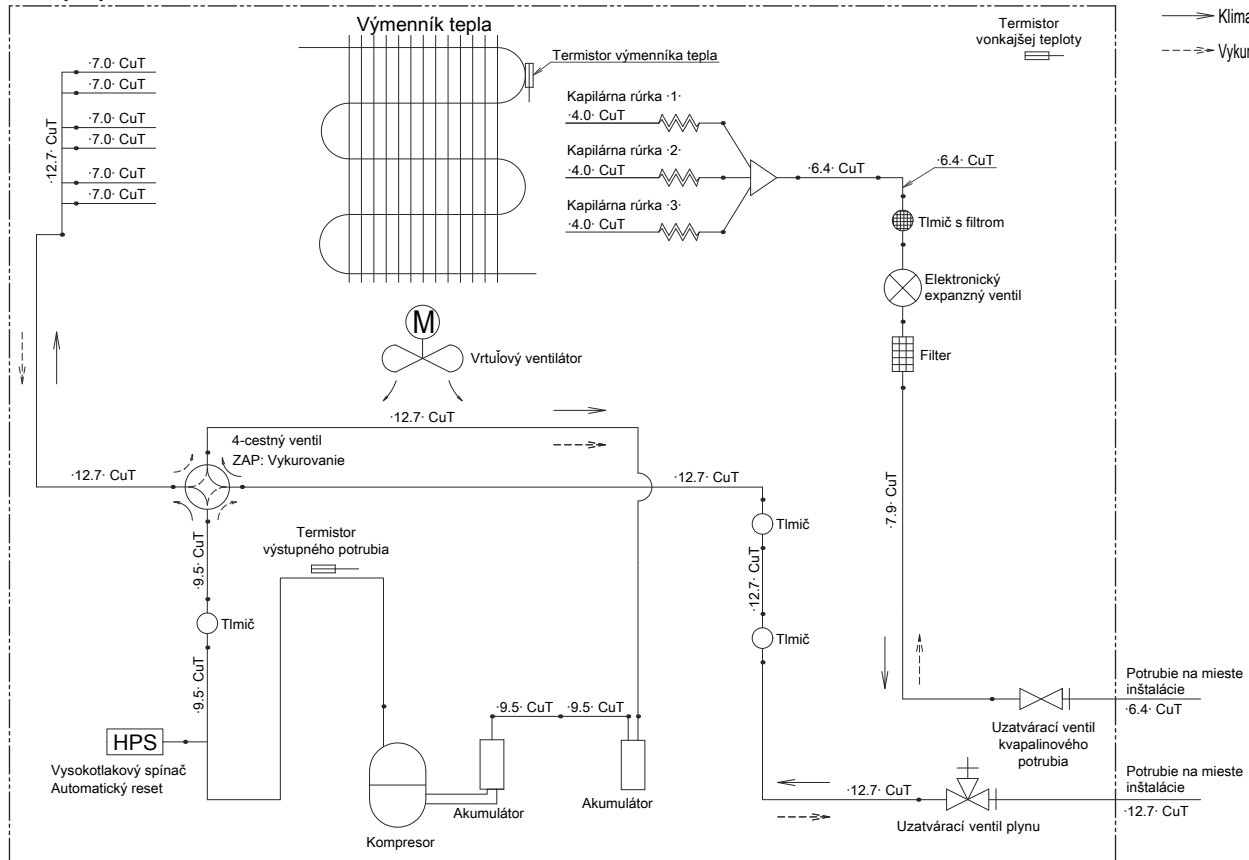 Výmenník tepla
Termistor
vonkajšej teploty
Klima
Vykur
·7.0· CuT
·7.0· CuT
·7.0· CuT
·7.0· CuT
·7.0· CuT
·7.0· CuT
·12.7· CuT
Termistor výmenníka tepla
Kapilárna rúrka ·1·
·4.0· CuT
Kapilárna rúrka ·2·
·4.0· CuT
Kapilárna rúrka ·3·
·4.0· CuT
·6.4· CuT
·6.4· CuT
Tlmič s filtrom
Elektronický
expanzný ventil
Filter
M
Vrtuľový ventilátor
·12.7· CuT
4-cestný ventil
ZAP: Vykurovanie
·12.7· CuT
·12.7· CuT
·7.9· CuT
Termistor
výstupného potrubia
·9.5· CuT
Tlmič
·9.5· CuT
Tlmič
·12.7· CuT
Tlmič
HPS
Vysokotlakový spínač
Automatický reset
·9.5· CuT
·9.5· CuT
Akumulátor
Akumulátor
Kompresor
Potrubie na mieste
inštalácie
·6.4· CuT
Uzatvárací ventil
kvapalinového
potrubia
·12.7· CuT
Potrubie na mieste
inštalácie
·12.7· CuT
Uzatvárací ventil plynu